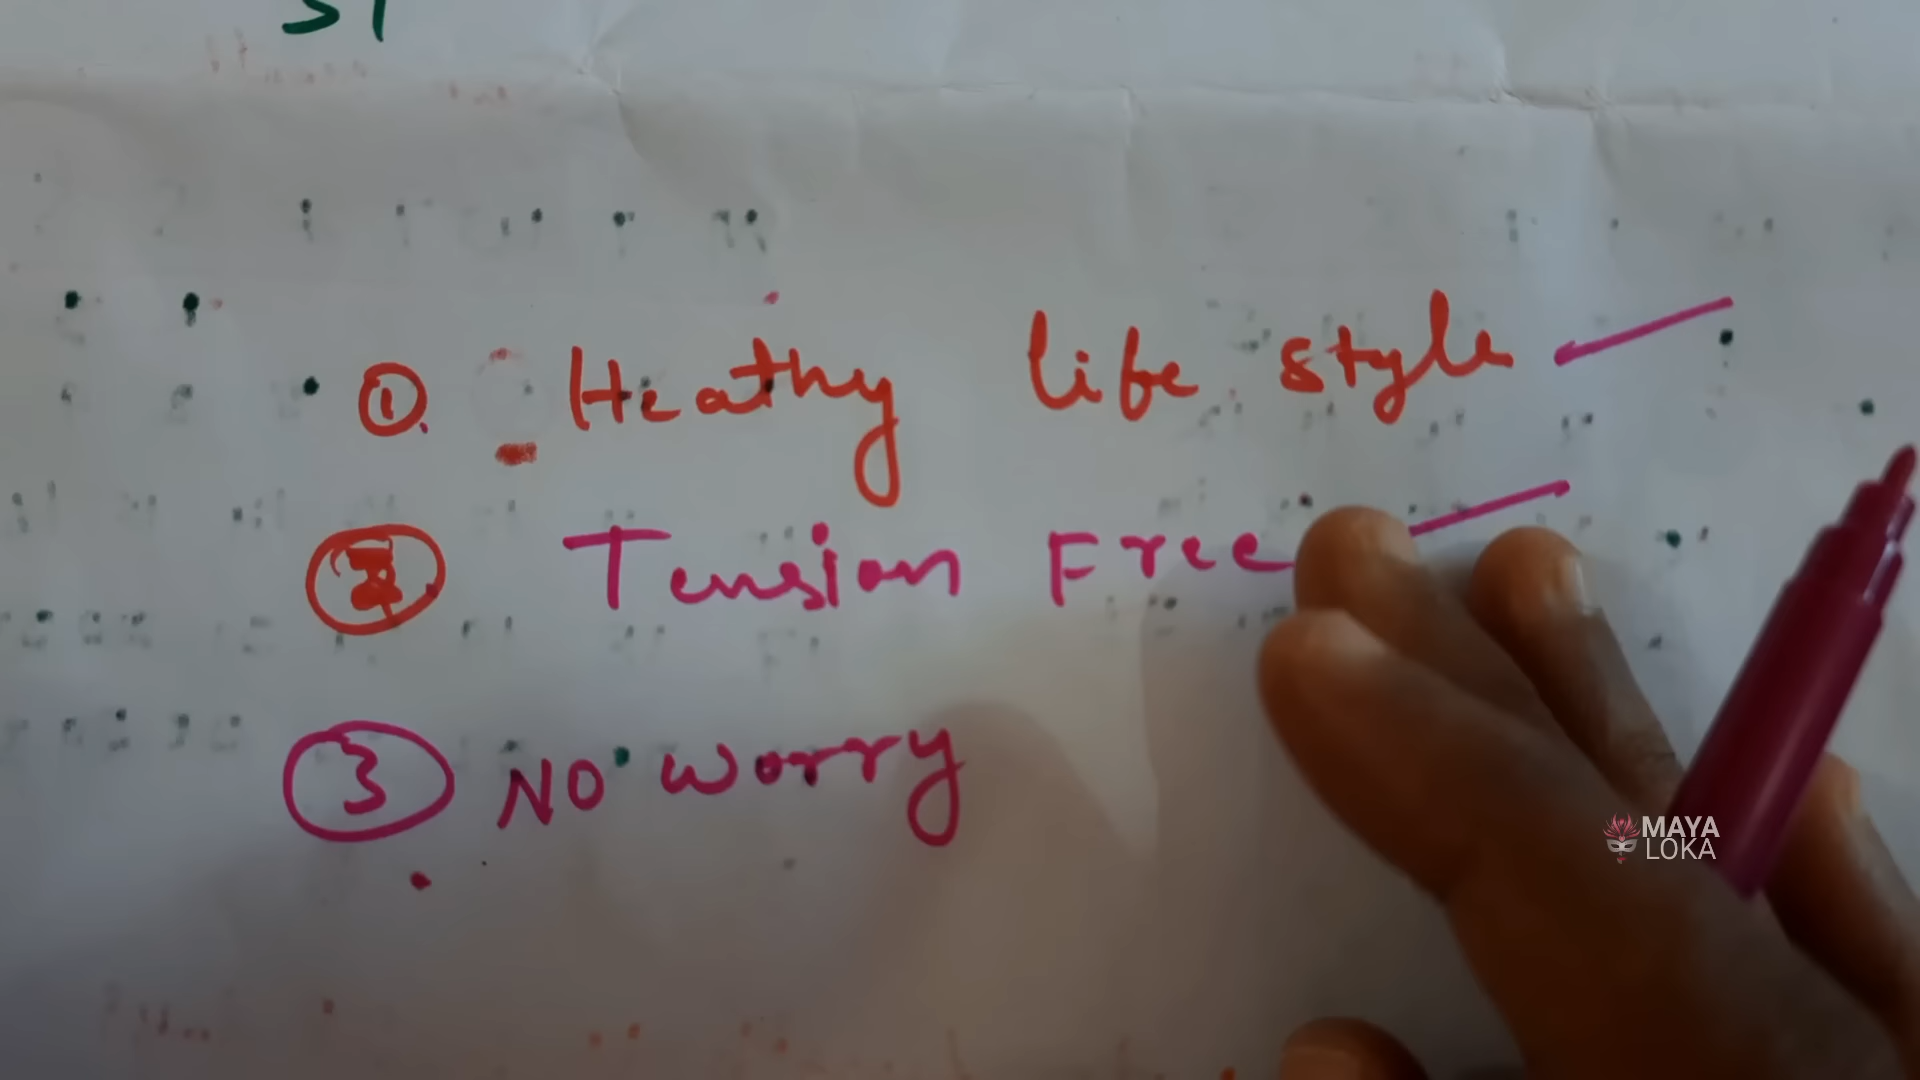 ① Heathy life style
② Tension Free
③ NO worry
MAYA
LOKA